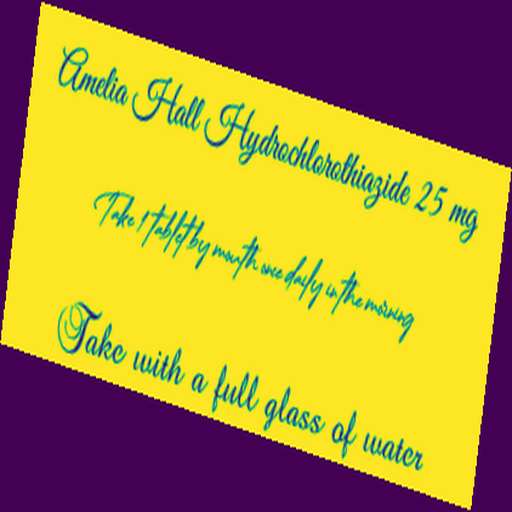 Amelia Hall Hydrochlorothiazide 25 mg
Take 1 tablet by mouth once daily in the morning
Take with a full glass of water